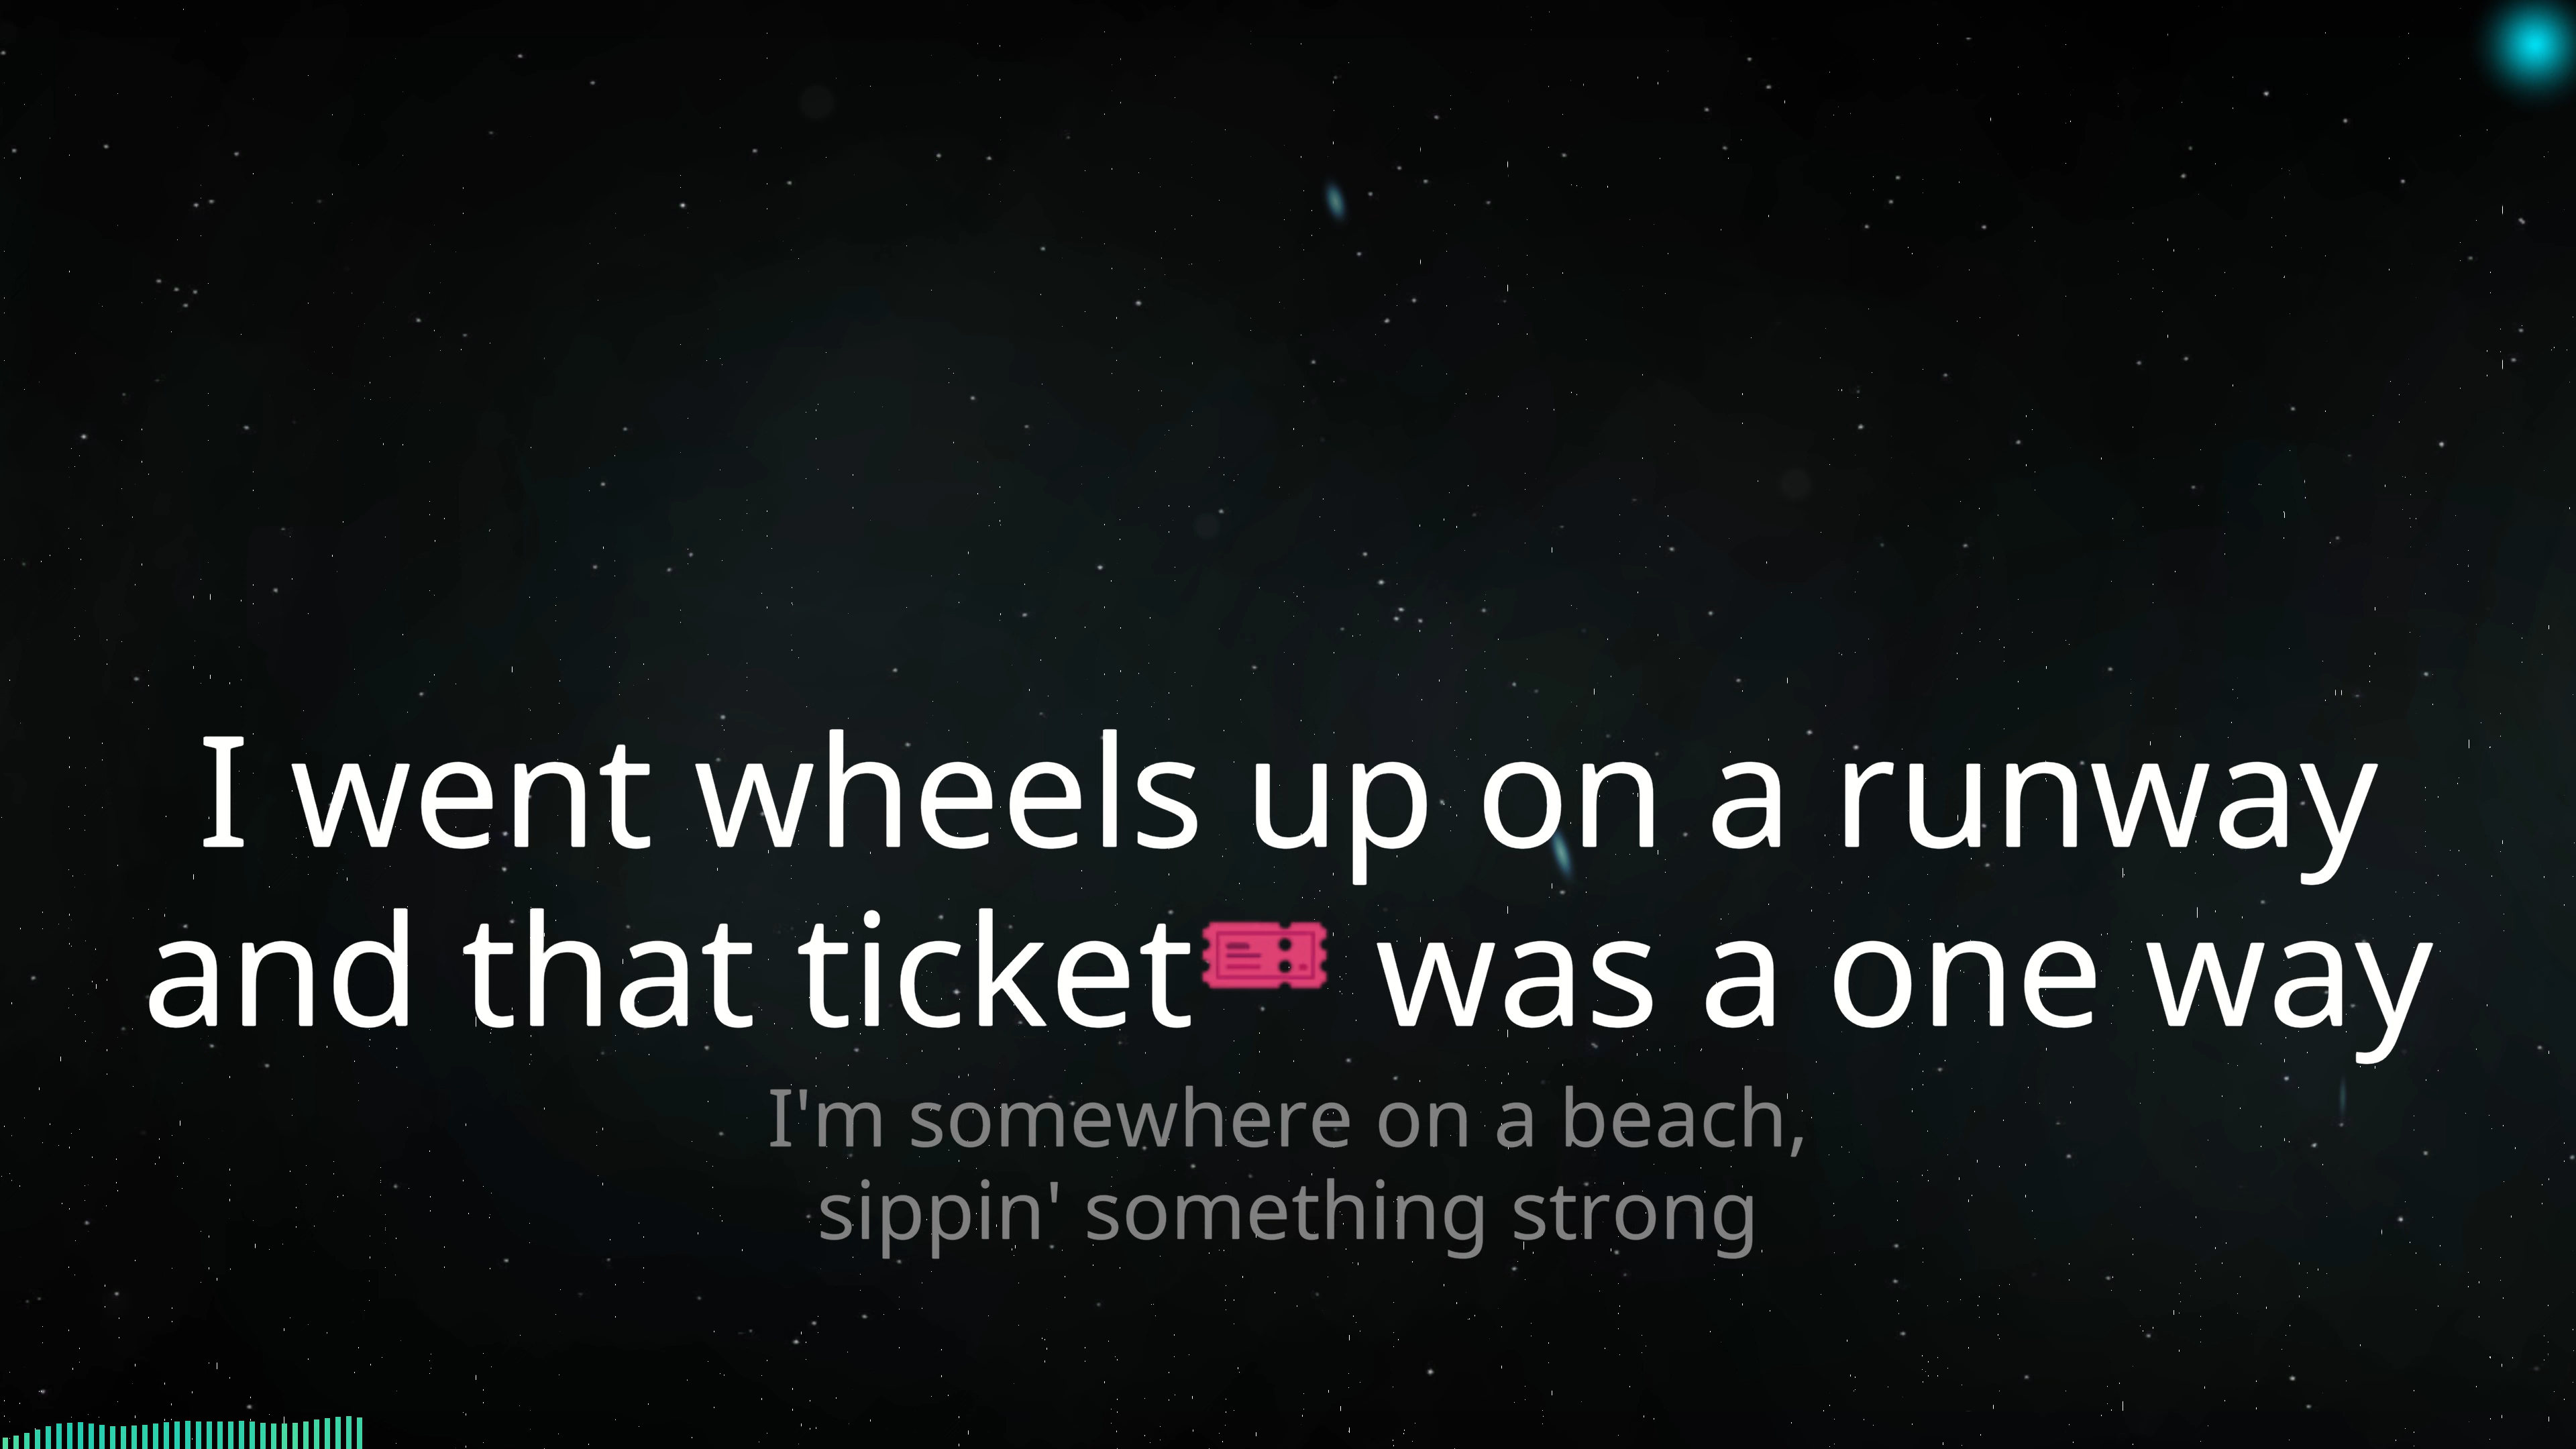 I went wheels up on a runway
and that ticket🎫 was a one way
I'm somewhere on a beach,
sippin' something strong